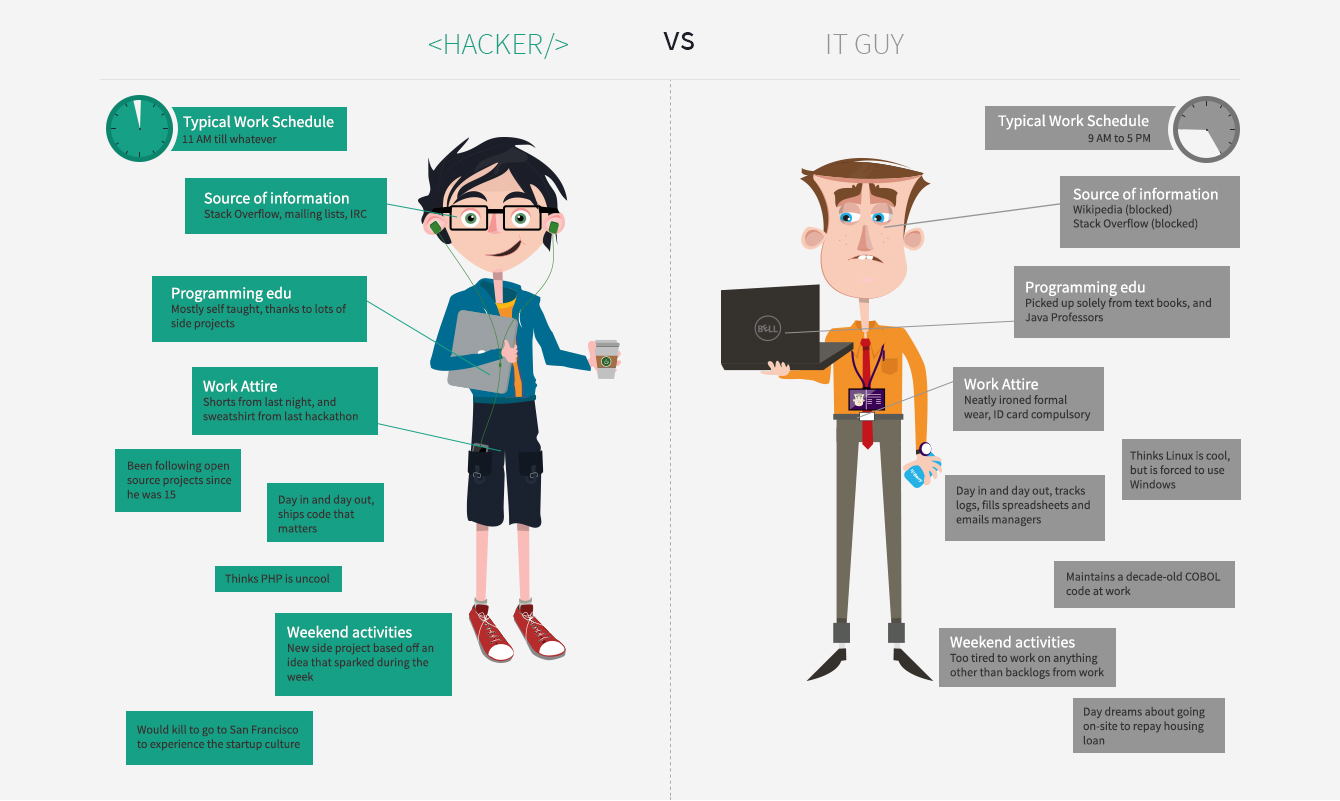 <HACKER/>
VS
IT GUY
Typical Work Schedule
11 AM till whatever
Source of information
Stack Overflow, mailing lists, IRC
Programming edu
Mostly self taught, thanks to lots of
side projects
Work Attire
Shorts from last night, and
sweatshirt from last hackathon
Been following open
source projects since
he was 15
Day in and day out,
ships code that
matters
Thinks PHP is uncool
Weekend activities
New side project based off an
idea that sparked during the
week
Would kill to go to San Francisco
to experience the startup culture
Typical Work Schedule
9 AM to 5 PM
Source of information
Wikipedia (blocked)
Stack Overflow (blocked)
Programming edu
Picked up solely from text books, and
Java Professors
BELL
Work Attire
Neatly ironed formal
wear, ID card compulsory
Thinks Linux is cool,
but is forced to use
Windows
Day in and day out, tracks
logs, fills spreadsheets and
emails managers
Maintains a decade-old COBOL
code at work
Weekend activities
Too tired to work on anything
other than backlogs from work
Day dreams about going
on-site to repay housing
loan